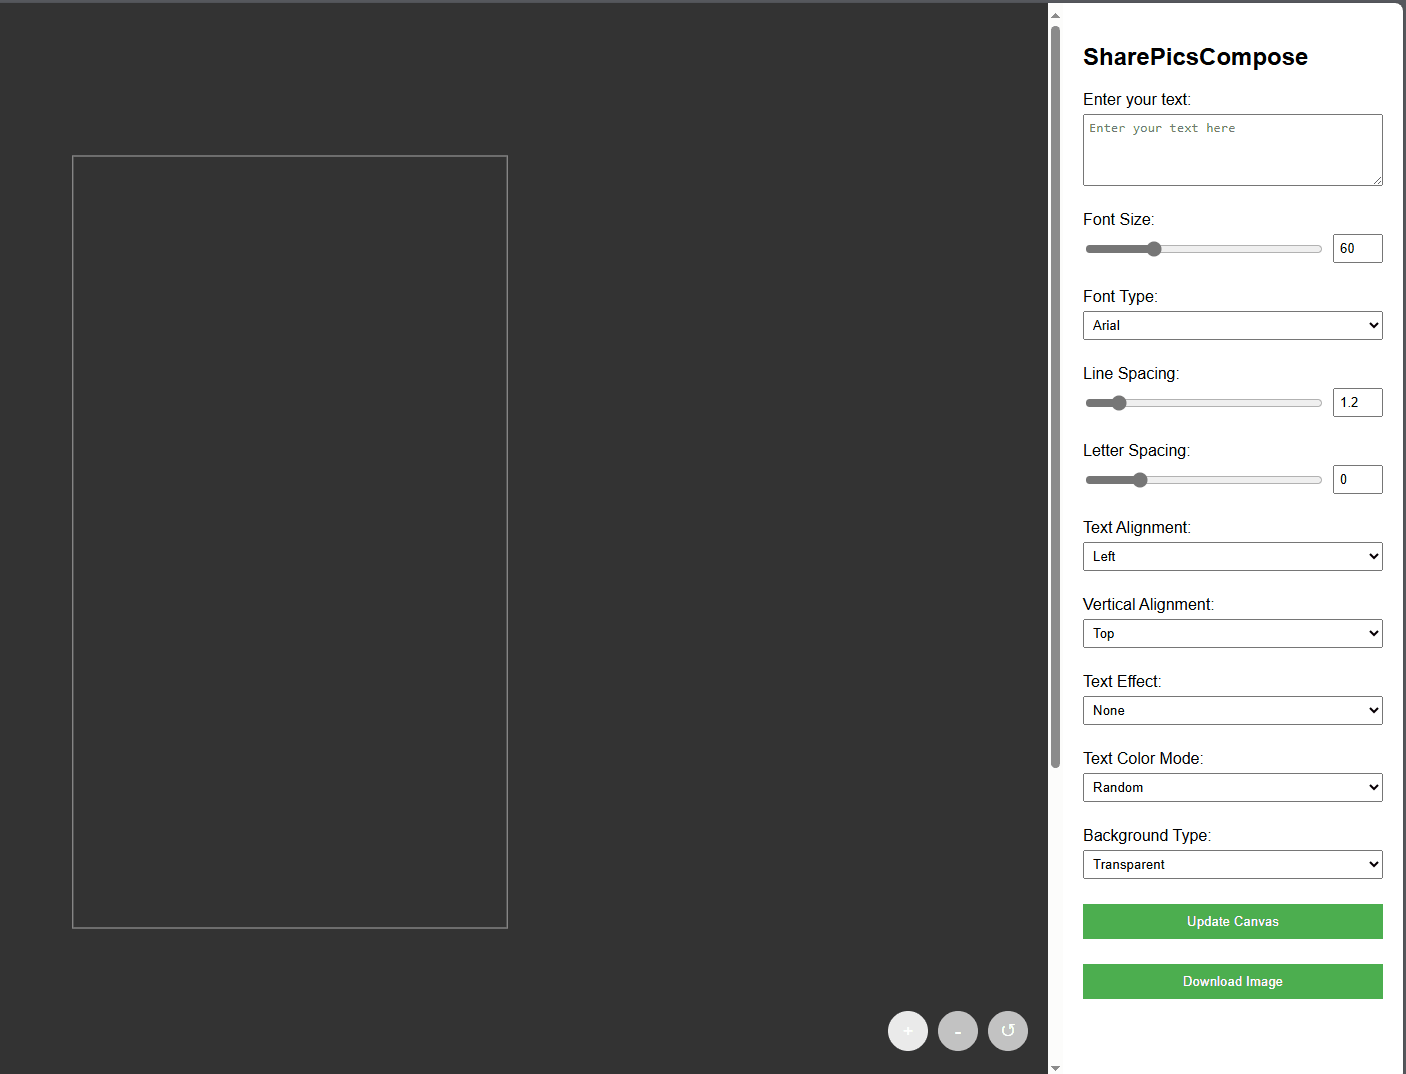 SharePicsCompose
Enter your text:
Enter your text here
Font Size:
60
Font Type:
Arial
Line Spacing:
1.2
Letter Spacing:
0
Text Alignment:
Left
Vertical Alignment:
Top
Text Effect:
None
Text Color Mode:
Random
Background Type:
Transparent
Update Canvas
Download Image
+ - ↺